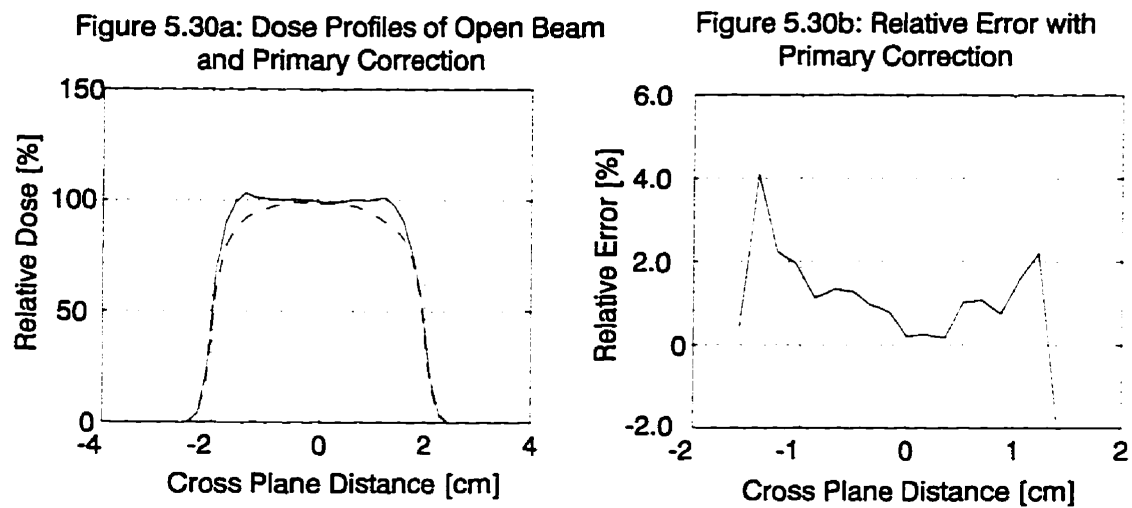 Figure 5.30a: Dose Profiles of Open Beam
and Primary Correction
150
100
50
0
Relative Dose [%]
-4
-2
0
2
4
Cross Plane Distance [cm]
Figure 5.30b: Relative Error with
Primary Correction
6.0
4.0
2.0
0
-2.0
Relative Error [%]
-2
-1
0
1
2
Cross Plane Distance [cm]